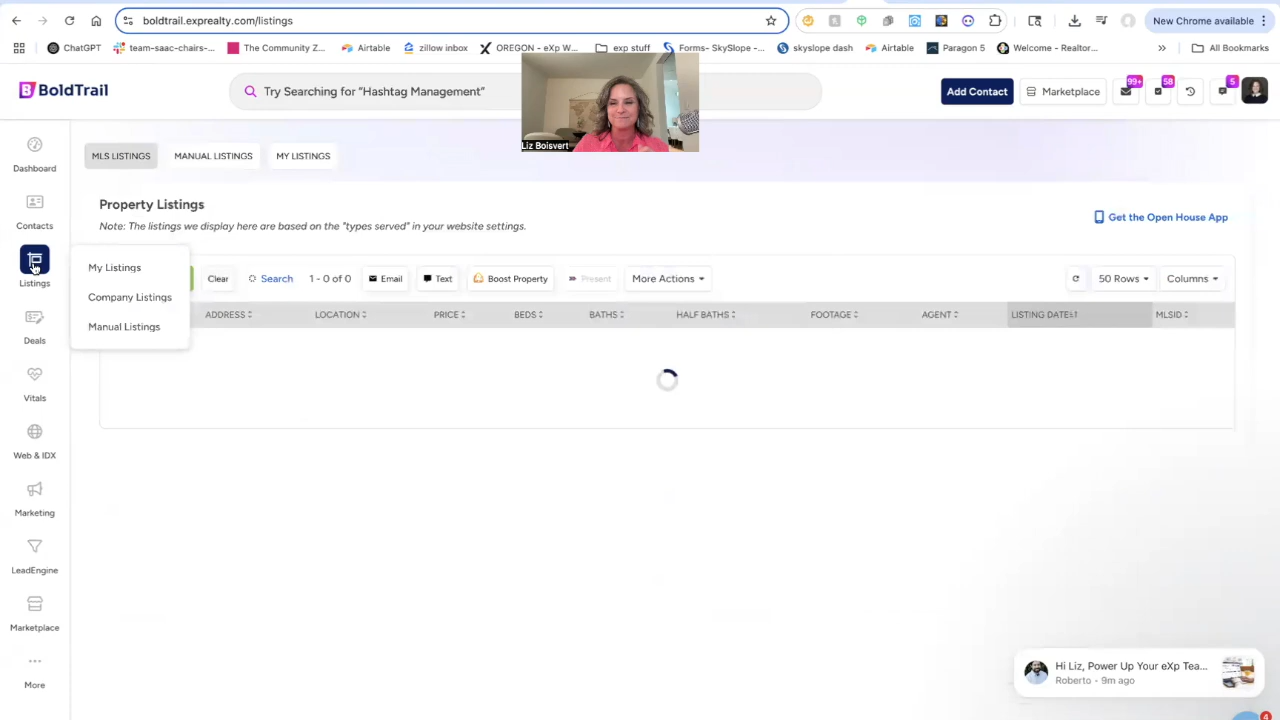 boldtrail.exprealty.com/listings
New Chrome available
ChatGPT
team-saac-chairs-...
The Community Z...
Airtable
zillow inbox
OREGON - eXp W...
exp stuff
Forms- SkySlope -...
skyslope dash
Airtable
Paragon 5
Welcome - Realtor...
»
All Bookmarks
BoldTrail
Try Searching for "Hashtag Management"
Add Contact
Marketplace
99+
58
5
Liz Boisvert
Dashboard
Contacts
Listings
Deals
Vitals
Web & IDX
Marketing
LeadEngine
Marketplace
More
MLS LISTINGS
MANUAL LISTINGS
MY LISTINGS
Property Listings
Note: The listings we display here are based on the "types served" in your website settings.
Get the Open House App
My Listings
Company Listings
Manual Listings
Clear
Search
1 - 0 of 0
Email
Text
Boost Property
Present
More Actions
50 Rows
Columns
ADDRESS
LOCATION
PRICE
BEDS
BATHS
HALF BATHS
FOOTAGE
AGENT
LISTING DATE
MLSID
Hi Liz, Power Up Your eXp Tea...
Roberto • 9m ago
4